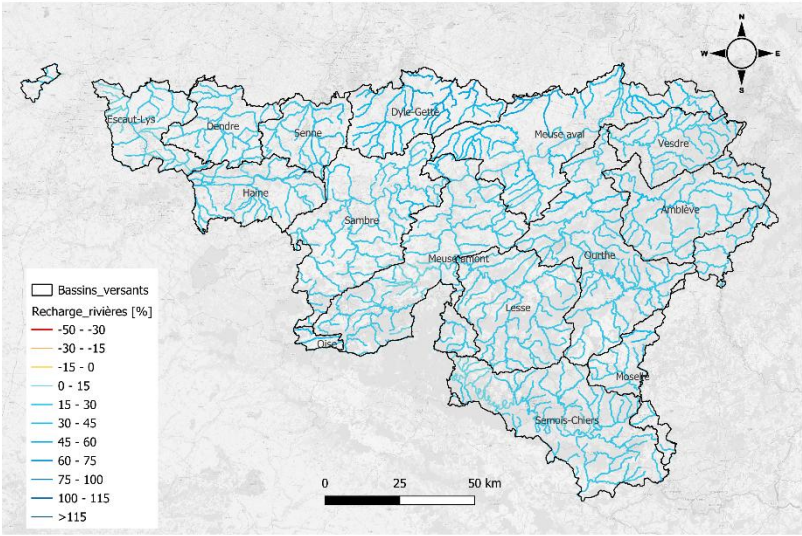 N
W E
S
Escaut-Lys
Dendre
Senne
Dyle-Gette
Meuse aval
Vesdre
Haine
Sambre
Amblève
Meuse amont
Ourthe
Lesse
Oise
Moselle
Semois-Chiers
Bassins_versants
Recharge_rivières [%]
-50 - -30
-30 - -15
-15 - 0
0 - 15
15 - 30
30 - 45
45 - 60
60 - 75
75 - 100
100 - 115
>115
0 25 50 km